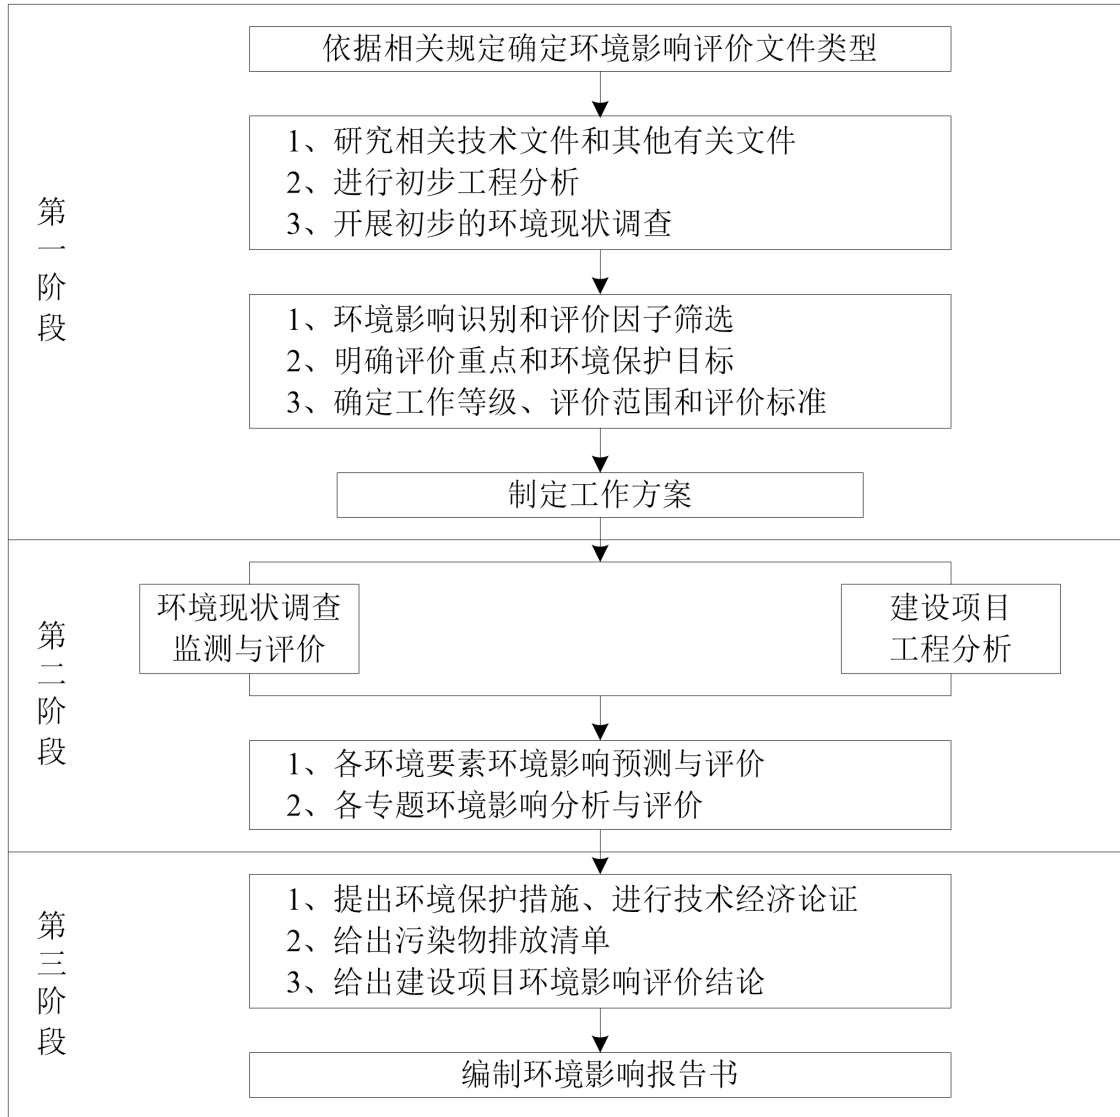 依据相关规定确定环境影响评价文件类型
1、研究相关技术文件和其他有关文件
2、进行初步工程分析
3、开展初步的环境现状调查
第一阶段
1、环境影响识别和评价因子筛选
2、明确评价重点和环境保护目标
3、确定工作等级、评价范围和评价标准
制定工作方案
第二阶段
环境现状调查
监测与评价
建设项目
工程分析
1、各环境要素环境影响预测与评价
2、各专题环境影响分析与评价
第三阶段
1、提出环境保护措施、进行技术经济论证
2、给出污染物排放清单
3、给出建设项目环境影响评价结论
编制环境影响报告书